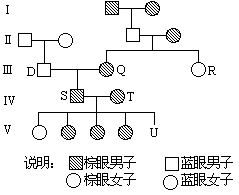 I
II
III D Q R
IV S T
V U
说明： 棕眼男子 蓝眼男子
棕眼女子 蓝眼女子